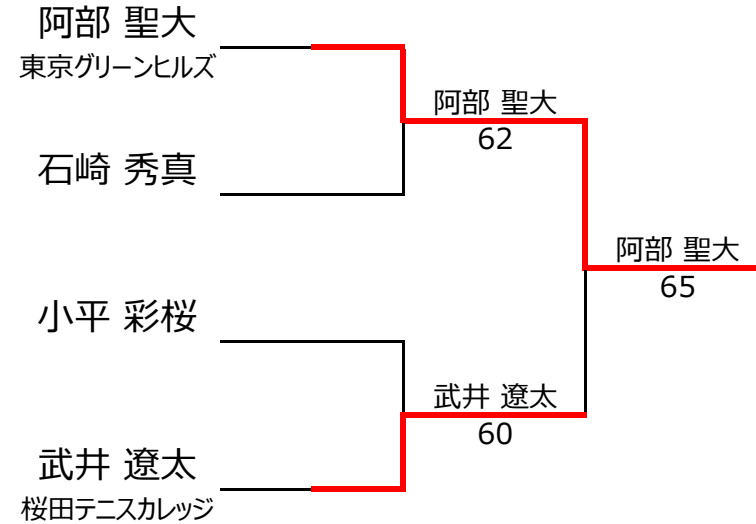 阿部 聖大
東京グリーンヒルズ
石崎 秀真
小平 彩桜
武井 遼太
桜田テニスカレッジ
阿部 聖大
62
武井 遼太
60
阿部 聖大
65